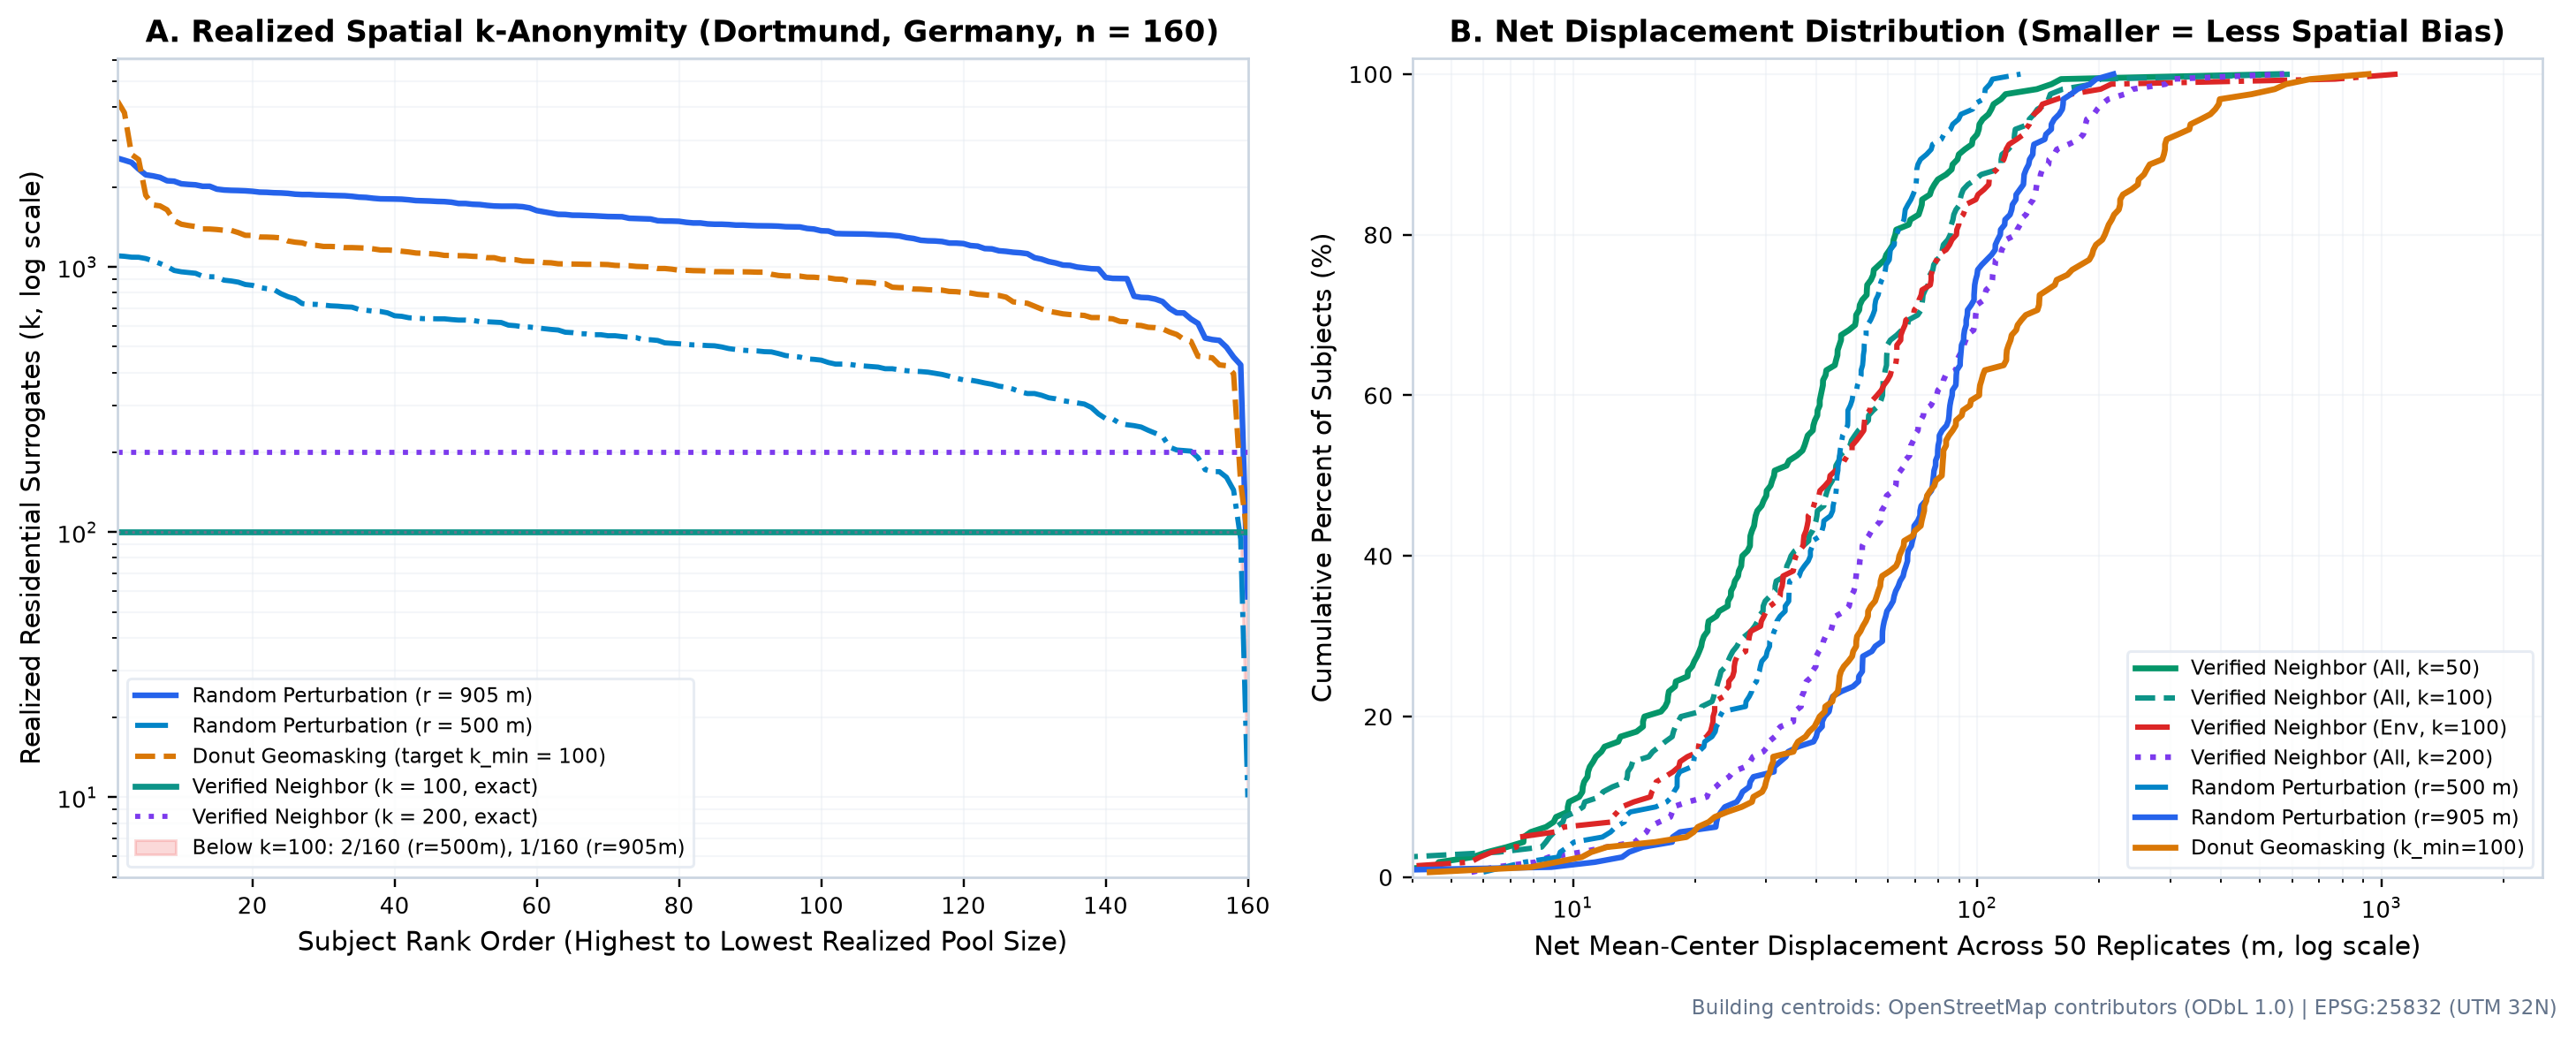 A. Realized Spatial k-Anonymity (Dortmund, Germany, n = 160)
Realized Residential Surrogates (k, log scale)
10³
10²
10¹
Random Perturbation (r = 905 m)
Random Perturbation (r = 500 m)
Donut Geomasking (target k_min = 100)
Verified Neighbor (k = 100, exact)
Verified Neighbor (k = 200, exact)
Below k=100: 2/160 (r=500m), 1/160 (r=905m)
20 40 60 80 100 120 140 160
Subject Rank Order (Highest to Lowest Realized Pool Size)
B. Net Displacement Distribution (Smaller = Less Spatial Bias)
Cumulative Percent of Subjects (%)
100
80
60
40
20
0
Verified Neighbor (All, k=50)
Verified Neighbor (All, k=100)
Verified Neighbor (Env, k=100)
Verified Neighbor (All, k=200)
Random Perturbation (r=500 m)
Random Perturbation (r=905 m)
Donut Geomasking (k_min=100)
10¹ 10² 10³
Net Mean-Center Displacement Across 50 Replicates (m, log scale)
Building centroids: OpenStreetMap contributors (ODbL 1.0) | EPSG:25832 (UTM 32N)